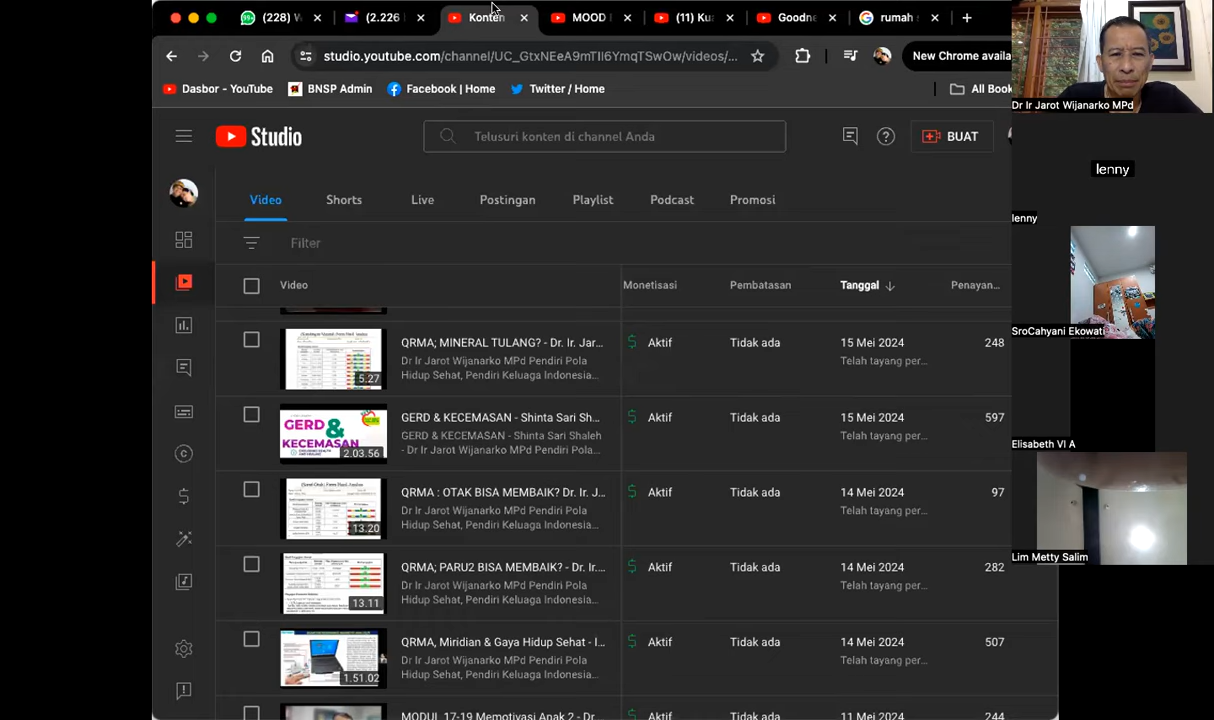 (228) W
(2.226
Konten
MOOD
(11) Ku
Goodne
rumah
studio.youtube.com/channel/UC_GtxNEeA9mTIl6YmqTSwOw/videos/...
New Chrome availa
Dasbor - YouTube
BNSP Admin
Facebook | Home
Twitter / Home
All Book
Studio
Telusuri konten di channel Anda
BUAT
Video
Shorts
Live
Postingan
Playlist
Podcast
Promosi
Filter
Video
Monetisasi
Pembatasan
Tanggal
Penayan...
5.27
QRMA; MINERAL TULANG? - Dr. Ir. Jar...
Dr Ir Jarot Wijanarko MPd Pendiri Pola
Hidup Sehat, Pendiri Keluaga Indonesia...
Aktif
Tidak ada
15 Mei 2024
Telah tayang per...
248
GERD &
KECEMASAN
2.03.56
GERD & KECEMASAN - Shinta Sari Sh...
GERD & KECEMASAN - Shinta Sari Shaleh
- Dr Ir Jarot Wijanarko MPd Pendiri Pola...
Aktif
Tidak ada
15 Mei 2024
Telah tayang per...
597
13.20
QRMA : OTAK BISA MEMBAIK? Dr. Ir. J...
Dr Ir Jarot Wijanarko MPd Pendiri Pola
Hidup Sehat, Pendiri Keluaga Indonesia...
Aktif
Tidak ada
14 Mei 2024
Telah tayang per...
97
13.11
QRMA; PARU2 BISA MEMBAIK? - Dr. Ir....
Dr Ir Jarot Wijanarko MPd Pendiri Pola
Hidup Sehat, Pendiri Keluaga Indonesia...
Aktif
Tidak ada
14 Mei 2024
Telah tayang per...
282
1.51.02
QRMA, Miridian & Gaya Hidup Sehat - I...
Dr Ir Jarot Wijanarko MPd Pendiri Pola
Hidup Sehat, Pendiri Keluaga Indonesia...
Aktif
Tidak ada
14 Mei 2024
Telah tayang per...
507
MODUL 17-19 Memotivasi Anak 2 - Dr...
Aktif
Tidak ada
11 Mei 2024
244
Dr Ir Jarot Wijanarko MPd
lenny
lenny
SroCahyani Ekowati
Elisabeth VI A
Lim Metty Salim